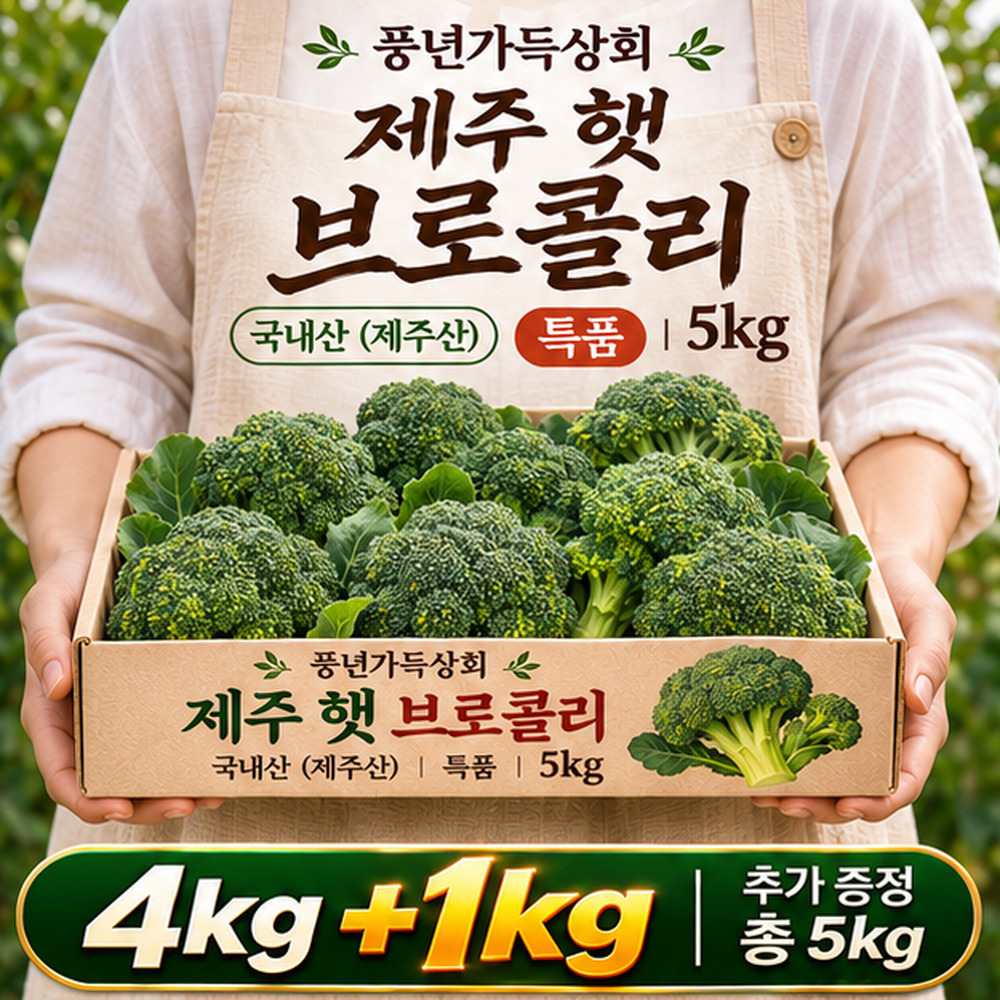 풍년가득상회
제주 햇
브로콜리
국내산 (제주산) 특품 | 5kg
풍년가득상회
제주 햇 브로콜리
국내산 (제주산) | 특품 | 5kg
4kg +1kg
추가 증정
총 5kg